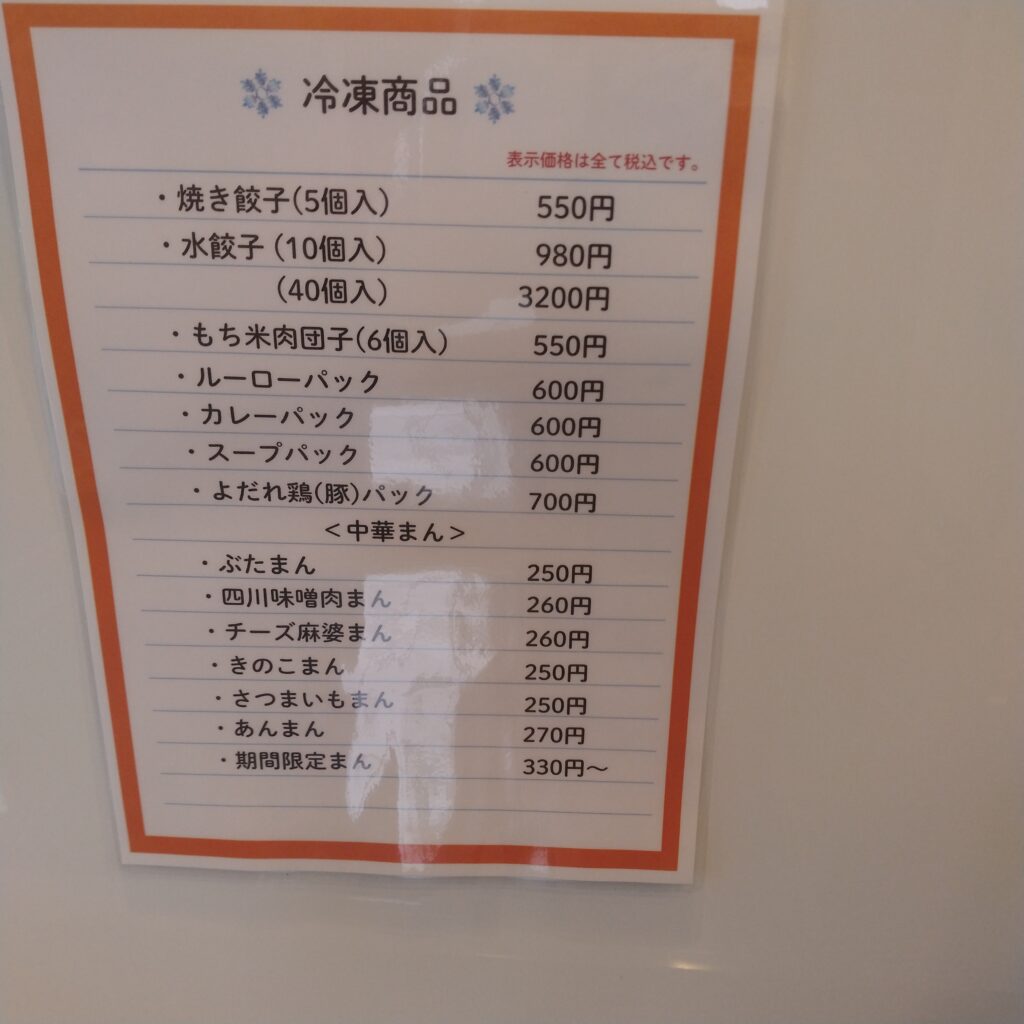 冷凍商品
表示価格は全て税込です。
・焼き餃子(5個入) 550円
・水餃子(10個入) 980円
(40個入) 3200円
・もち米肉団子(6個入) 550円
・ルーローパック 600円
・カレーパック 600円
・スープパック 600円
・よだれ鶏(豚)パック 700円
<中華まん>
・ぶたまん 250円
・四川味噌肉まん 260円
・チーズ麻婆まん 260円
・きのこまん 250円
・さつまいもまん 250円
・あんまん 270円
・期間限定まん 330円〜